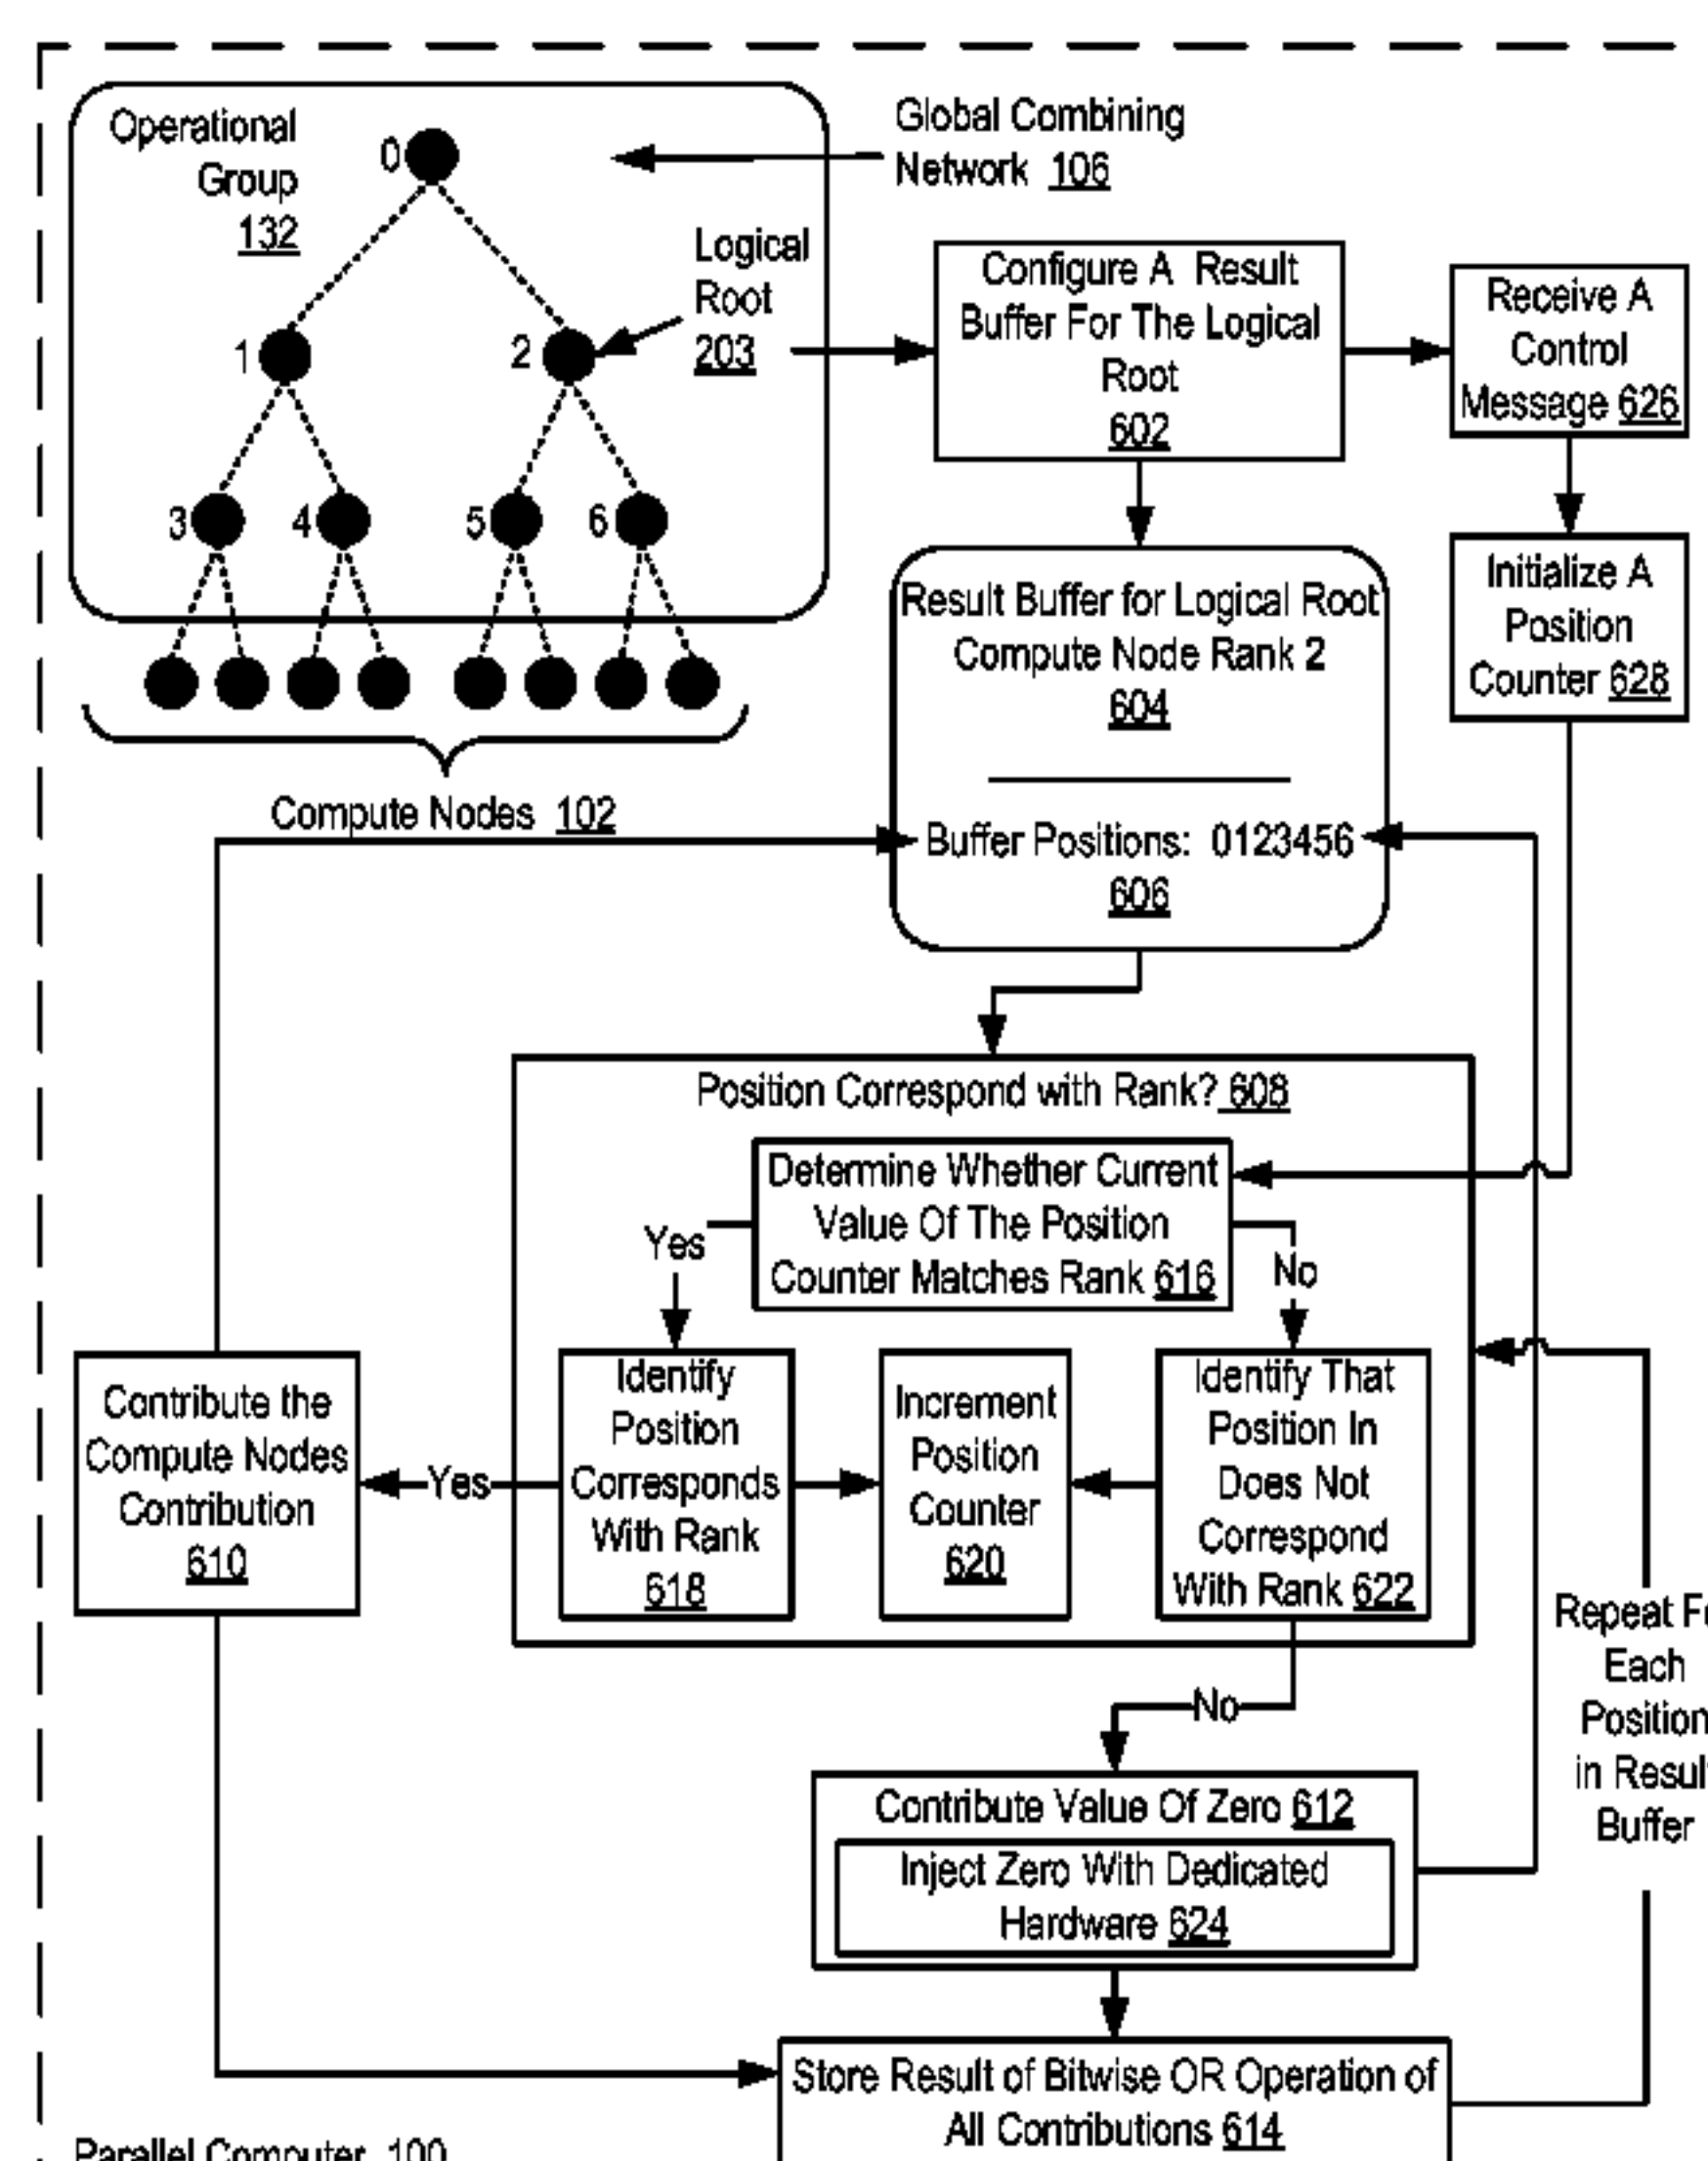 Operational
Group
132
0
Global Combining
Network 106
Logical
Root
203
1
2
3
4
5
6
Configure A Result
Buffer For The Logical
Root
602
Receive A
Control
Message 626
Initialize A
Position
Counter 628
Result Buffer for Logical Root
Compute Node Rank 2
604
Buffer Positions: 0123456
606
Compute Nodes 102
Position Correspond with Rank? 608
Determine Whether Current
Value Of The Position
Counter Matches Rank 616
Yes
No
Contribute the
Compute Nodes
Contribution
610
Yes
Identify
Position
Corresponds
With Rank
618
Increment
Position
Counter
620
Identify That
Position In
Does Not
Correspond
With Rank 622
No
Repeat
Each
Position
in Result
Buffer
Contribute Value Of Zero 612
Inject Zero With Dedicated
Hardware 624
Store Result of Bitwise OR Operation of
All Contributions 614
Parallel Computer 100